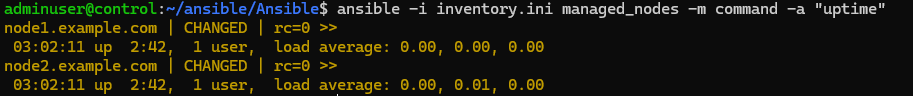 adminuser@control:~/ansible/Ansible$ ansible -i inventory.ini managed_nodes -m command -a "uptime"
node1.example.com | CHANGED | rc=0 >>
 03:02:11 up  2:42,  1 user,  load average: 0.00, 0.00, 0.00
node2.example.com | CHANGED | rc=0 >>
 03:02:11 up  2:42,  1 user,  load average: 0.00, 0.01, 0.00